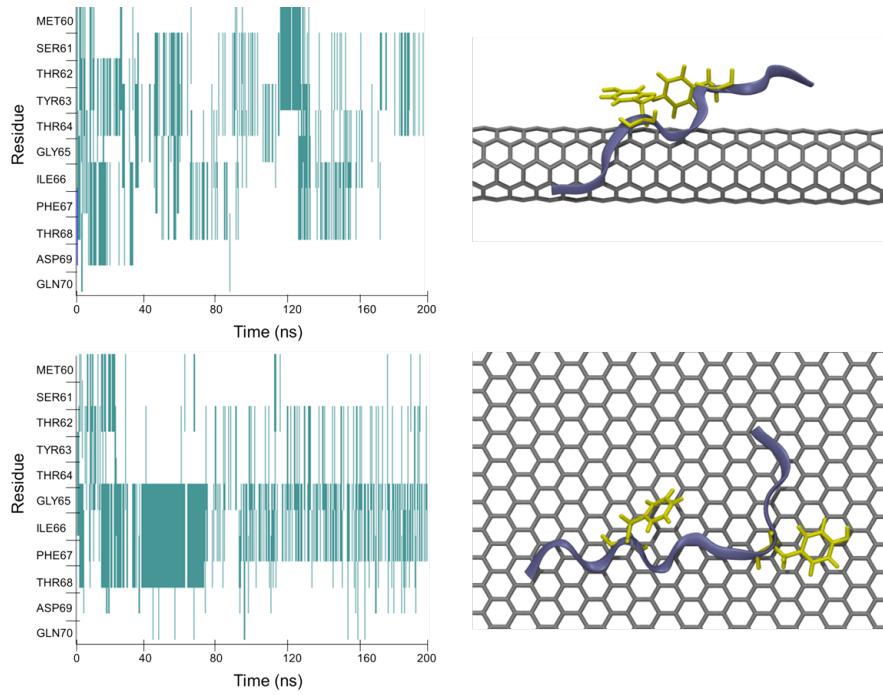 MET60
SER61
THR62
TYR63
THR64
GLY65
ILE66
PHE67
THR68
ASP69
GLN70
Residue
0 40 80 120 160 200
Time (ns)
MET60
SER61
THR62
TYR63
THR64
GLY65
ILE66
PHE67
THR68
ASP69
GLN70
Residue
0 40 80 120 160 200
Time (ns)